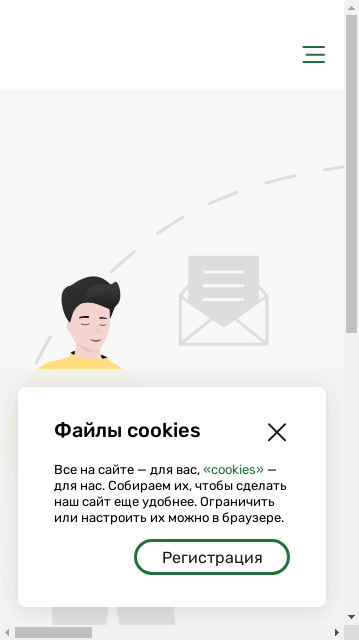 Файлы cookies
Все на сайте — для вас, «cookies» —
для нас. Собираем их, чтобы сделать
наш сайт еще удобнее. Ограничить
или настроить их можно в браузере.
Регистрация